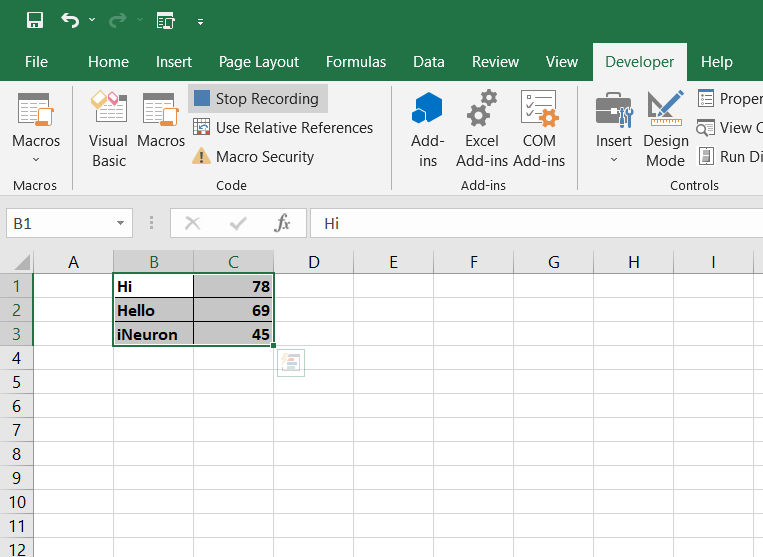 File Home Insert Page Layout Formulas Data Review View Developer Help
Macros
Visual Basic
Macros
Stop Recording
Use Relative References
Macro Security
Add-ins
Excel Add-ins
COM Add-ins
Insert
Design Mode
Proper
View C
Run Di
Macros Code Add-ins Controls
B1 fx Hi
A B C D E F G H I
1 Hi 78
2 Hello 69
3 iNeuron 45
4
5
6
7
8
9
10
11
12